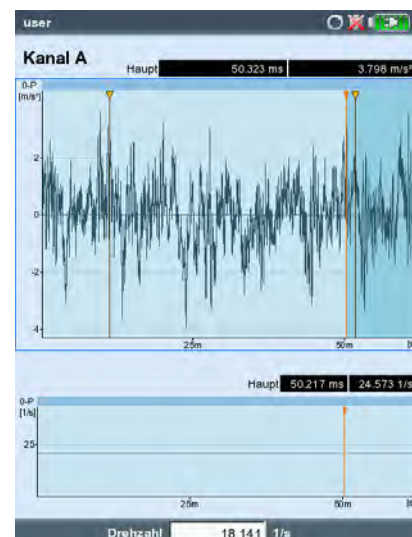 user
Kanal A
Haupt 50.323 ms 3.798 m/s²
0-P
[m/s²]
2
0
-2
4
25m 50m
Haupt 50.217 ms 24.573 1/s
0-P
[1/s]
25
25m 50m
Drehzahl 18.141 1/s